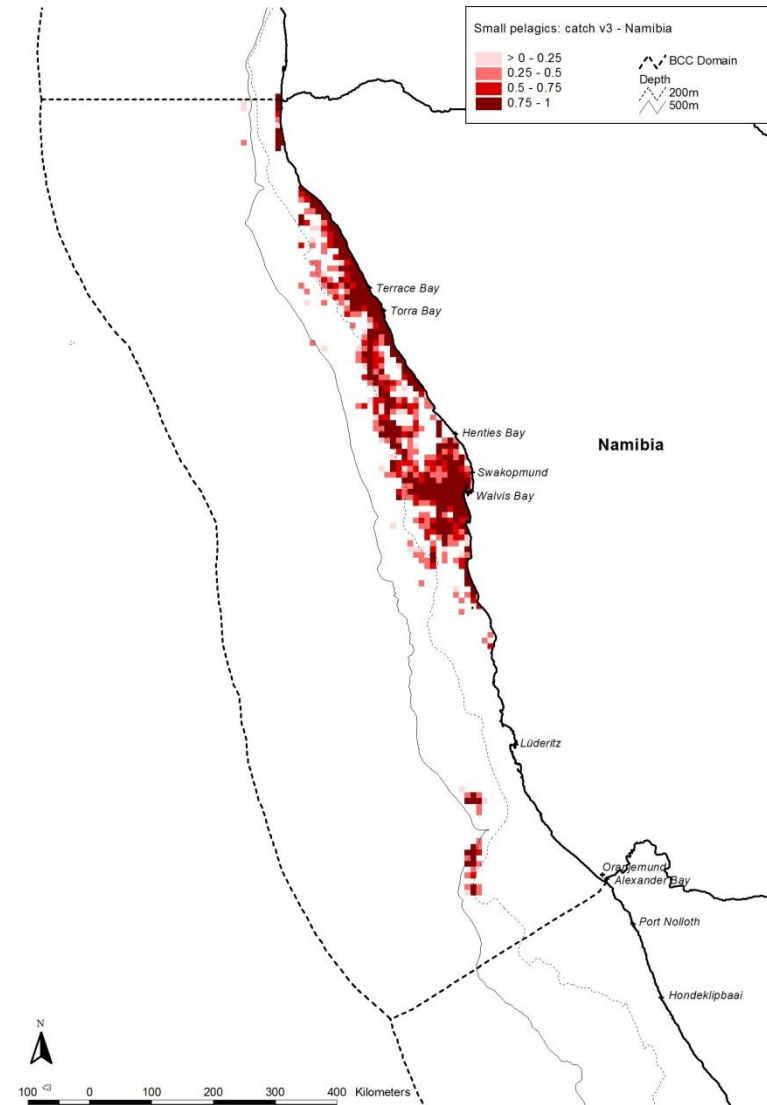 Small pelagics: catch v3 - Namibia
> 0 - 0.25
0.25 - 0.5
0.5 - 0.75
0.75 - 1
BCC Domain
Depth
200m
500m
Terrace Bay
Torra Bay
Henties Bay
Namibia
Swakopmund
Walvis Bay
Lüderitz
Oranjemund
Alexander Bay
Port Nolloth
Hondeklipbaai
N
100 0 100 200 300 400 Kilometers